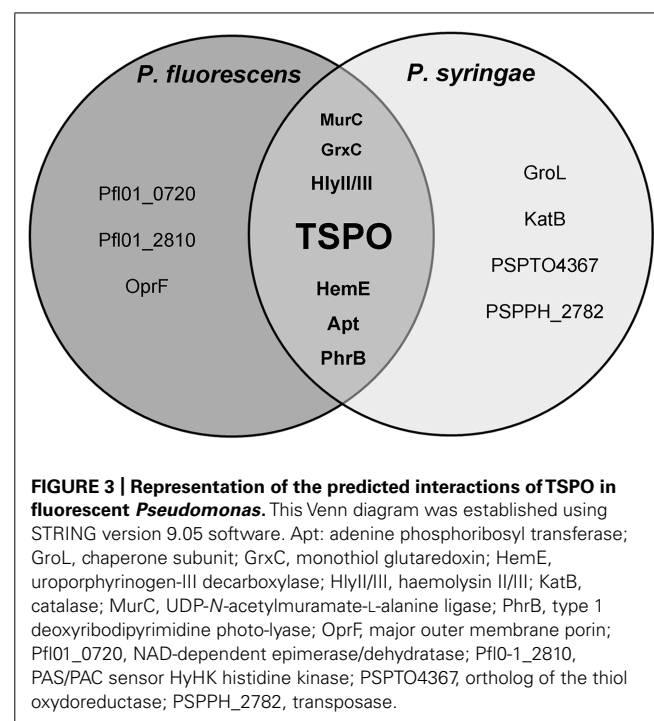 P. fluorescens
P. syringae
MurC
GrxC
HlyII/III
TSPO
HemE
Apt
PhrB
Pfl01_0720
Pfl01_2810
OprF
GroL
KatB
PSPTO4367
PSPPH_2782
FIGURE 3 | Representation of the predicted interactions of TSPO in
fluorescent Pseudomonas. This Venn diagram was established using
STRING version 9.05 software. Apt: adenine phosphoribosyl transferase;
GroL, chaperone subunit; GrxC, monothiol glutaredoxin; HemE,
uroporphyrinogen-III decarboxylase; HlyII/III, haemolysin II/III; KatB,
catalase; MurC, UDP-N-acetylmuramate-L-alanine ligase; PhrB, type 1
deoxyribodipyrimidine photo-lyase; OprF, major outer membrane porin;
Pfl01_0720, NAD-dependent epimerase/dehydratase; Pfl0-1_2810,
PAS/PAC sensor HyHK histidine kinase; PSPTO4367, ortholog of the thiol
oxydoreductase; PSPPH_2782, transposase.